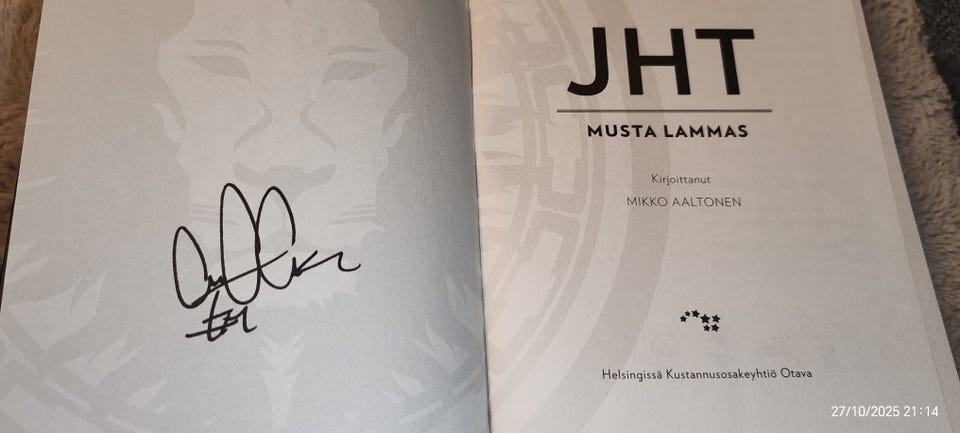 JHT
MUSTA LAMMAS
Kirjoittanut
MIKKO AALTONEN
Helsingissä Kustannusosakeyhtiö Otava
27/10/2025 21:14